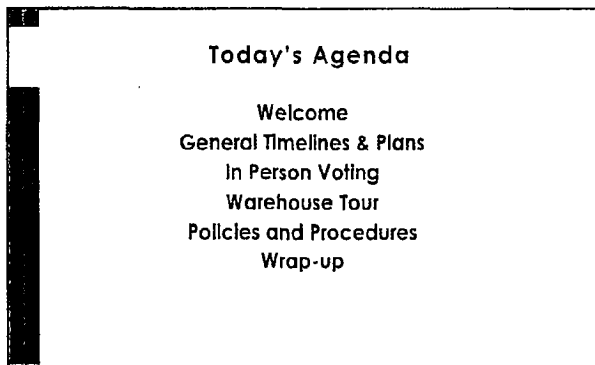 Today's Agenda
Welcome
General Timelines & Plans
In Person Voting
Warehouse Tour
Policies and Procedures
Wrap-up